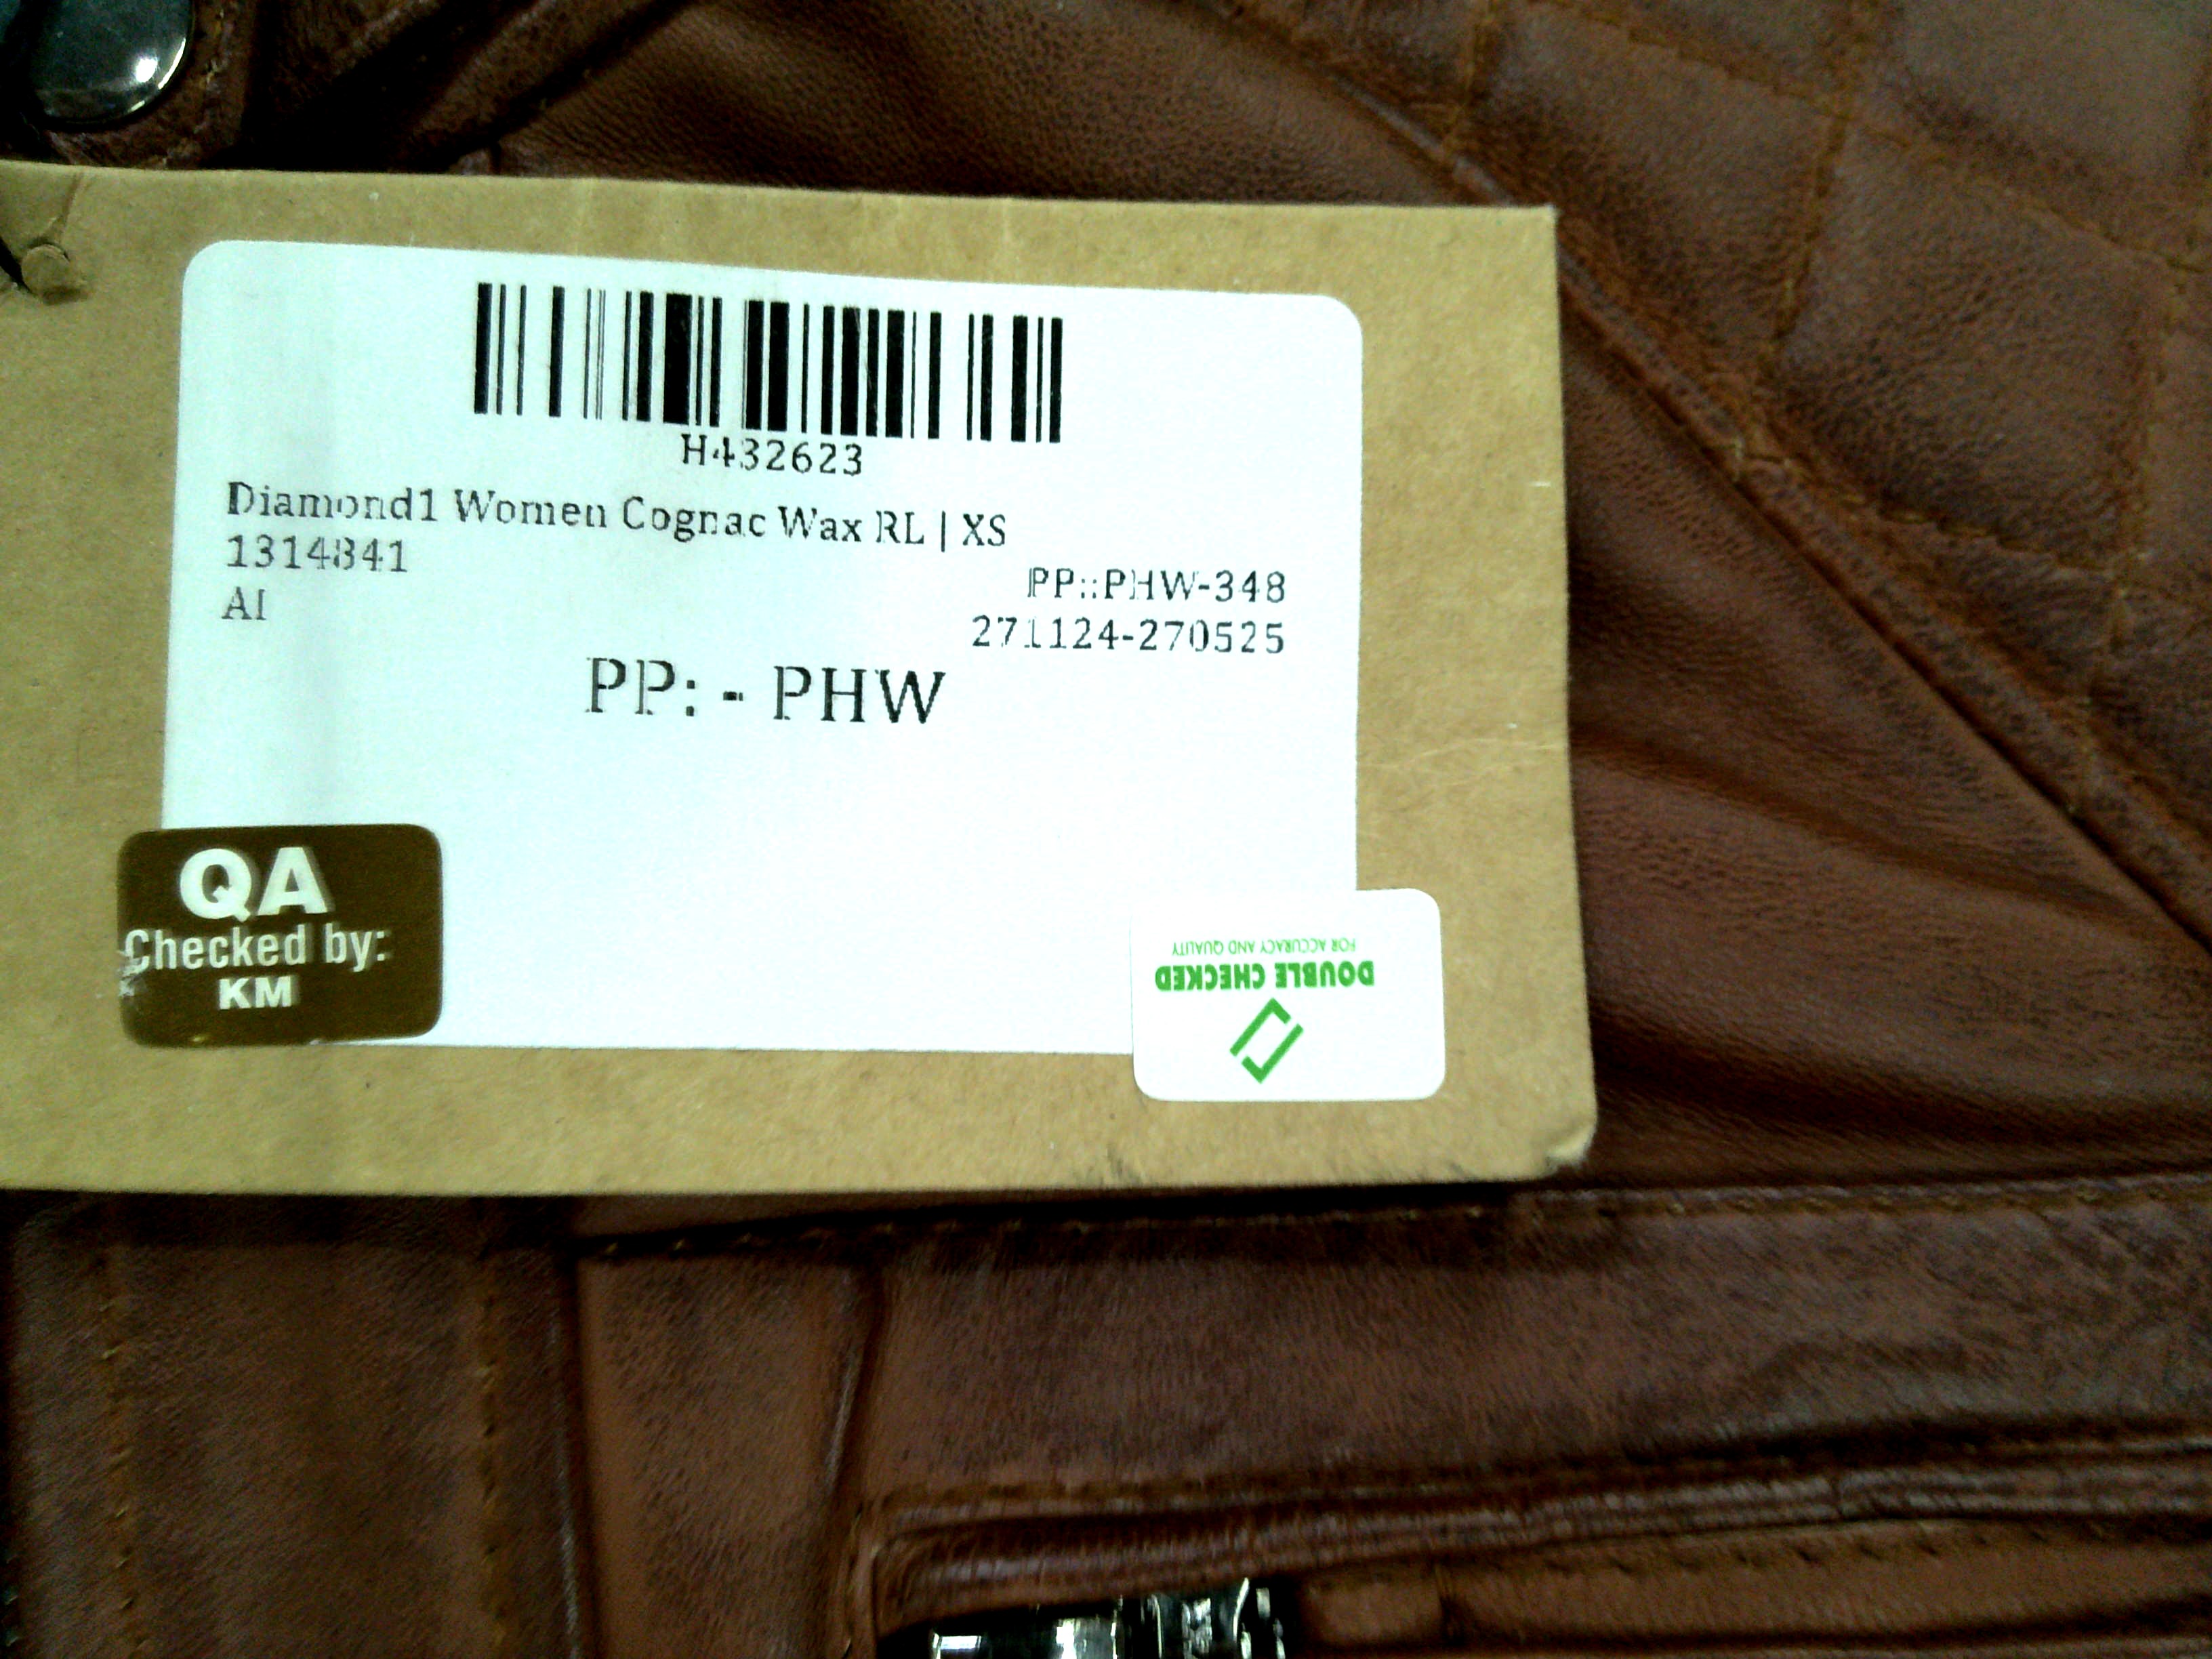 H432623
Diamond1 Women Cognac Wax RL | XS
1314841
PP::PHW-348
AI
271124-270525
PP: - PHW
QA
Checked by:
KM
DOUBLE CHECKED
FOR ACCURACY AND QUALITY